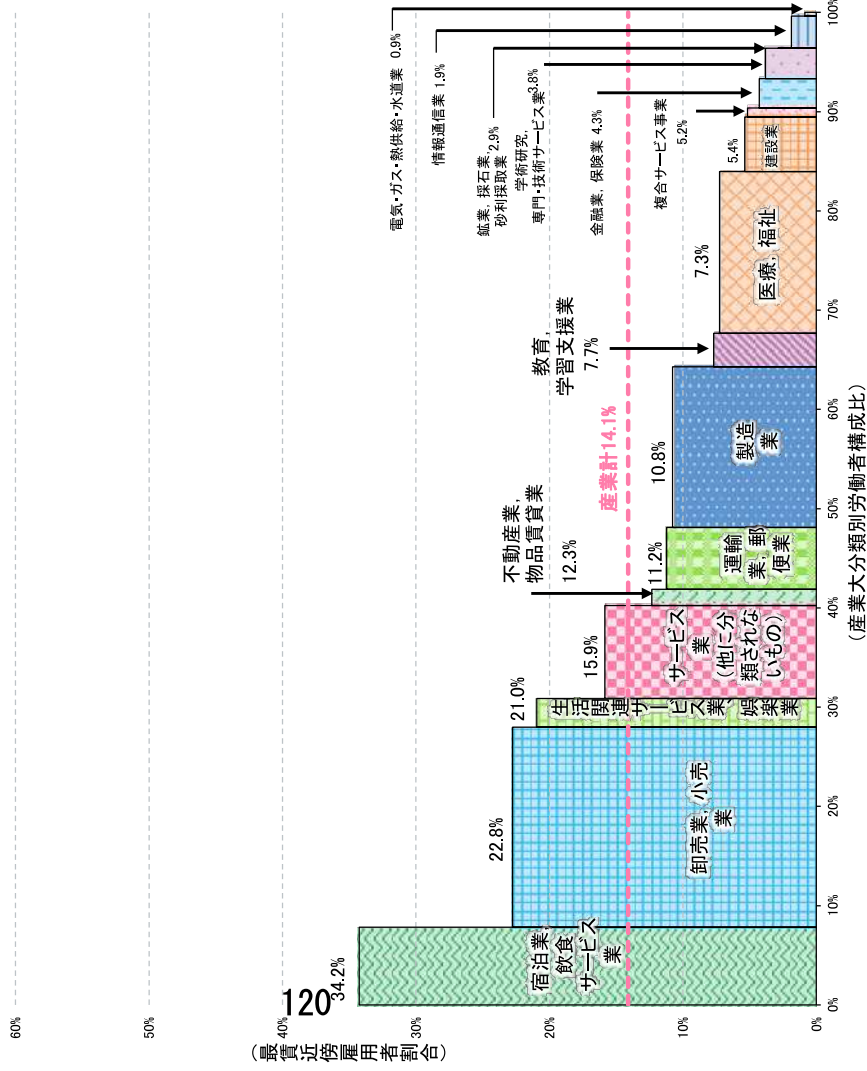 (最賃近傍雇用者割合)
60%
50%
40%
30%
20%
10%
0%
120
34.2%
宿泊業,
飲食
サービス
業
22.8%
卸売業, 小売
業
21.0%
生活関連サービス業、娯楽業
15.9%
サービス
業
(他に分
類されな
いもの)
不動産業,
物品賃貸業
12.3%
11.2%
運輸
業, 郵
便業
10.8%
製造
業
産業計14.1%
教育,
学習支援業
7.7%
7.3%
医療, 福祉
5.4%
建設業
複合サービス事業
5.2%
金融業, 保険業 4.3%
学術研究,
専門・技術サービス業3.8%
鉱業, 採石業,
砂利採取業 2.9%
情報通信業 1.9%
電気・ガス・熱供給・水道業 0.9%
0%
10%
20%
30%
40%
50%
60%
70%
80%
90%
100%
(産業大分類別労働者構成比)